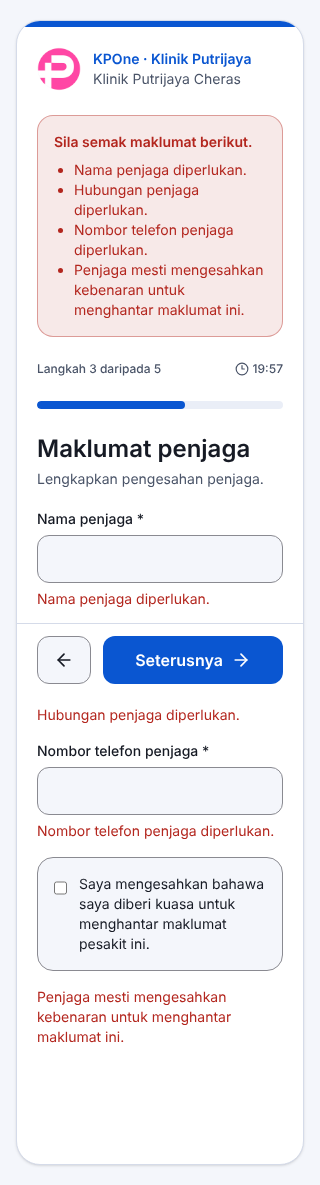 KPOne · Klinik Putrijaya
Klinik Putrijaya Cheras
Sila semak maklumat berikut.
• Nama penjaga diperlukan.
• Hubungan penjaga
diperlukan.
• Nombor telefon penjaga
diperlukan.
• Penjaga mesti mengesahkan
kebenaran untuk
menghantar maklumat ini.
Langkah 3 daripada 5
19:57
Maklumat penjaga
Lengkapkan pengesahan penjaga.
Nama penjaga *
Nama penjaga diperlukan.
Seterusnya
Hubungan penjaga diperlukan.
Nombor telefon penjaga *
Nombor telefon penjaga diperlukan.
Saya mengesahkan bahawa
saya diberi kuasa untuk
menghantar maklumat
pesakit ini.
Penjaga mesti mengesahkan
kebenaran untuk menghantar
maklumat ini.